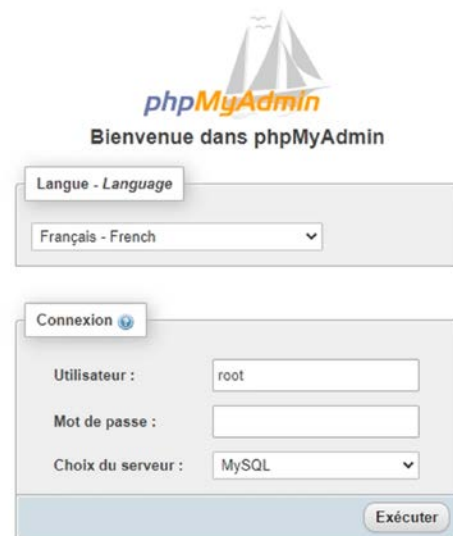 phpMyAdmin
Bienvenue dans phpMyAdmin
Langue - Language
Français - French
Connexion
Utilisateur :
root
Mot de passe :
Choix du serveur :
MySQL
Exécuter